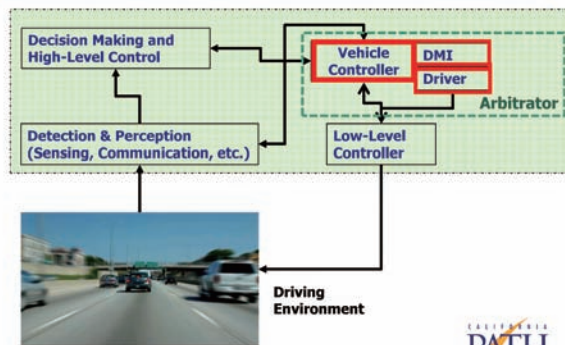 Decision Making and
High-Level Control
Vehicle
Controller
DMI
Driver
Arbitrator
Detection & Perception
(Sensing, Communication, etc.)
Low-Level
Controller
Driving
Environment
CALIFORNIA
PATH